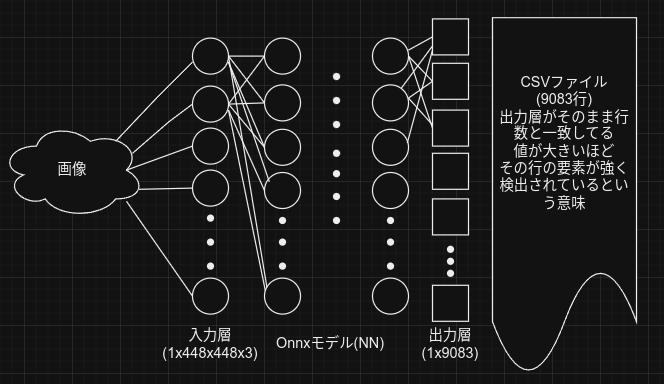 画像
入力層
(1x448x448x3)
Onnxモデル(NN)
出力層
(1x9083)
CSVファイル
(9083行)
出力層がそのまま行
数と一致してる
値が大きいほど
その行の要素が強く
検出されているとい
う意味